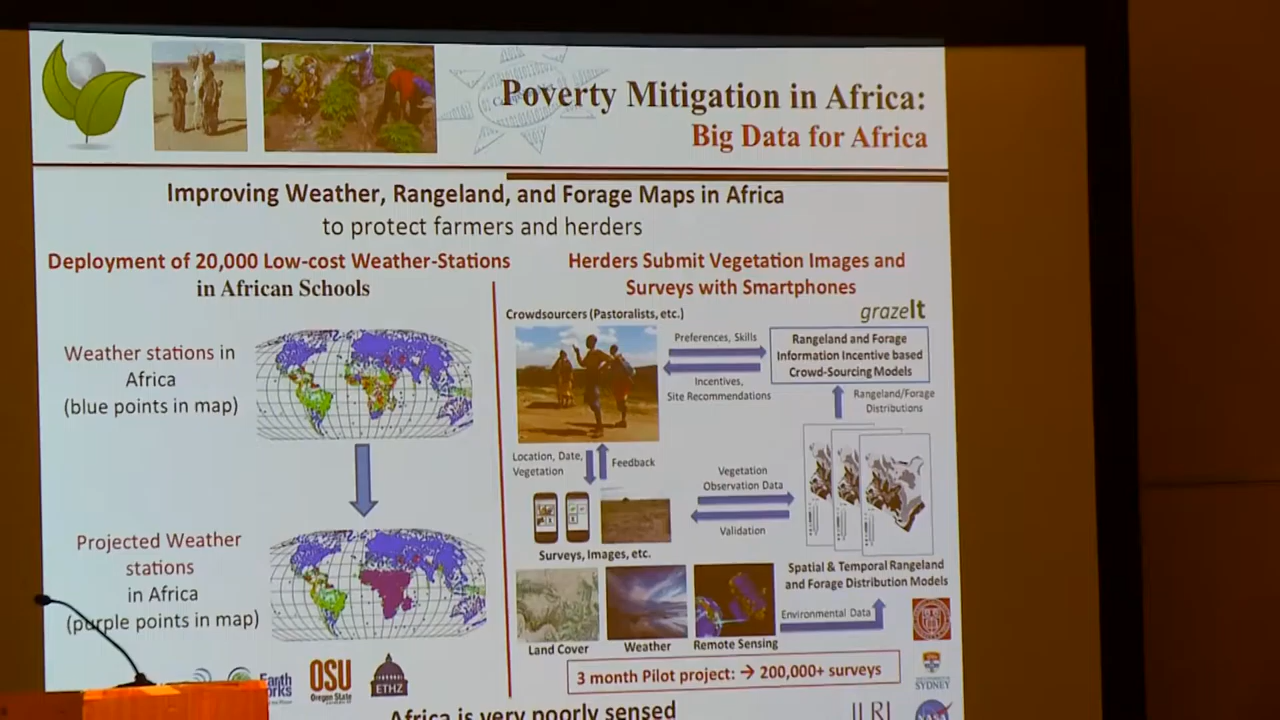 Poverty Mitigation in Africa:
Big Data for Africa
Improving Weather, Rangeland, and Forage Maps in Africa
to protect farmers and herders
Deployment of 20,000 Low-cost Weather-Stations
in African Schools
Weather stations in
Africa
(blue points in map)
Projected Weather
stations
in Africa
(purple points in map)
Herders Submit Vegetation Images and
Surveys with Smartphones
Crowdsourcers (Pastoralists, etc.)
grazeIt
Preferences, Skills
Incentives,
Site Recommendations
Rangeland and Forage
Information Incentive based
Crowd-Sourcing Models
Rangeland/Forage
Distributions
Location, Date,
Vegetation
Feedback
Vegetation
Observation Data
Validation
Surveys, Images, etc.
Spatial & Temporal Rangeland
and Forage Distribution Models
Environmental Data
Land Cover
Weather
Remote Sensing
3 month Pilot project: → 200,000+ surveys
OSU
Oregon State
ETHZ
SYDNEY
ILRI
NASA
Africa is very poorly sensed